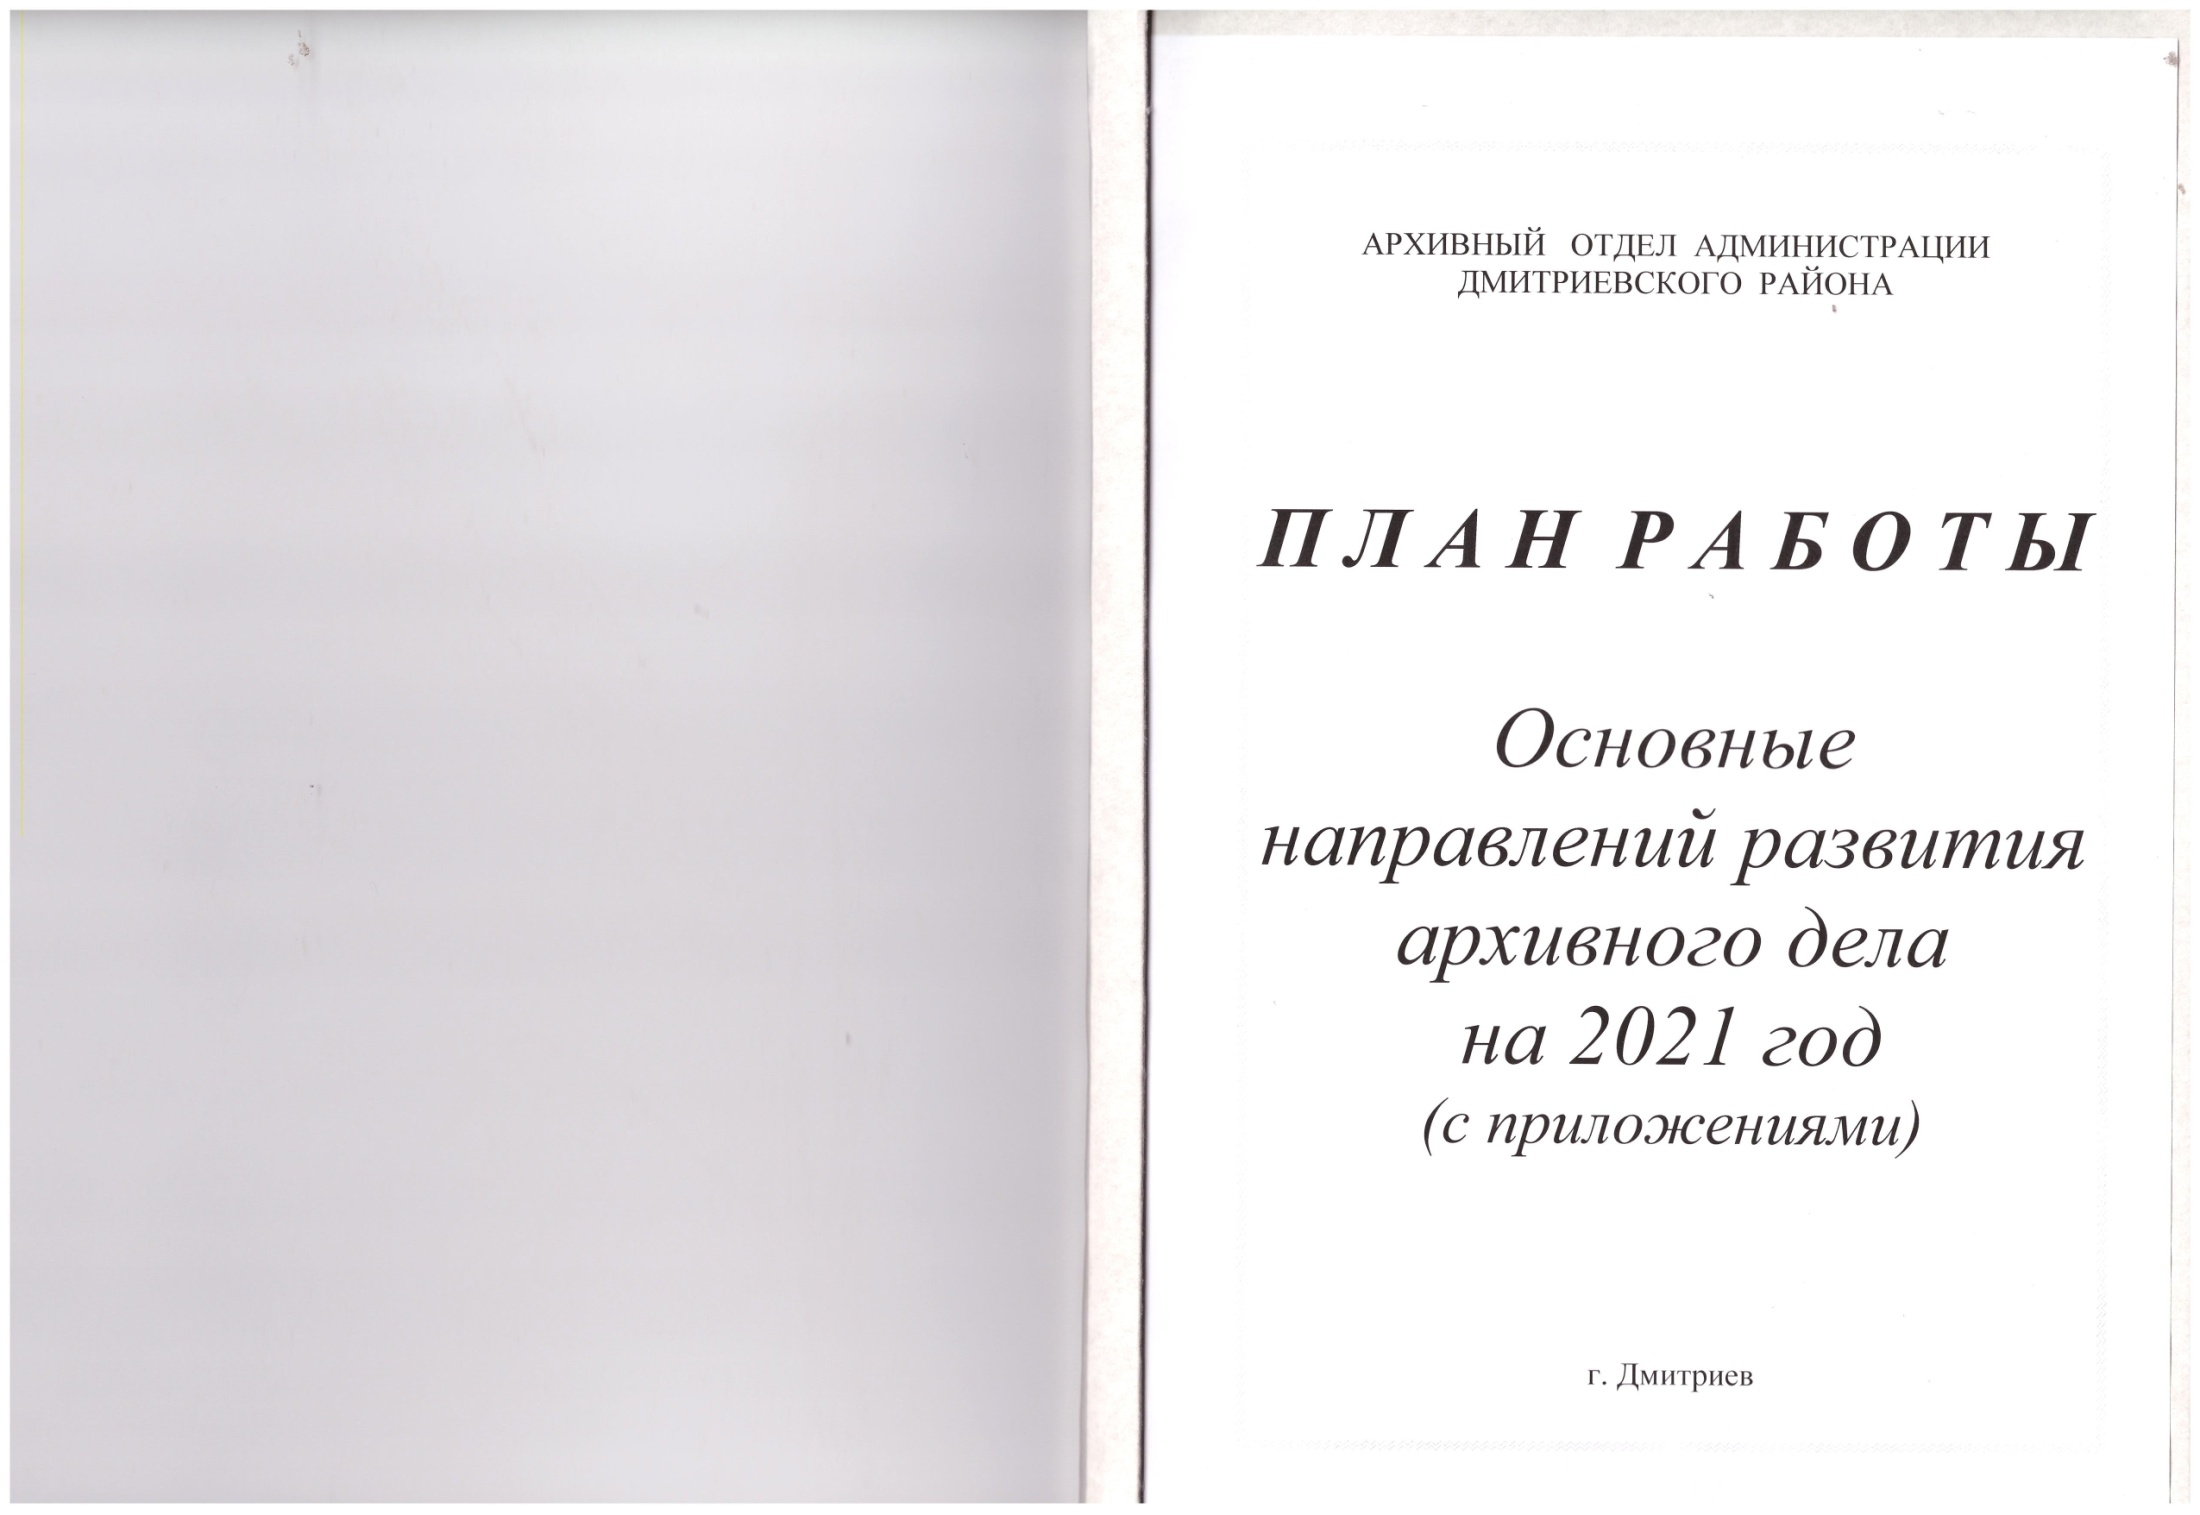 АРХИВНЫЙ ОТДЕЛ АДМИНИСТРАЦИИ
ДМИТРИЕВСКОГО РАЙОНА
П Л А Н Р А Б О Т Ы
Основные
направлений развития
архивного дела
на 2021 год
(с приложениями)
г. Дмитриев